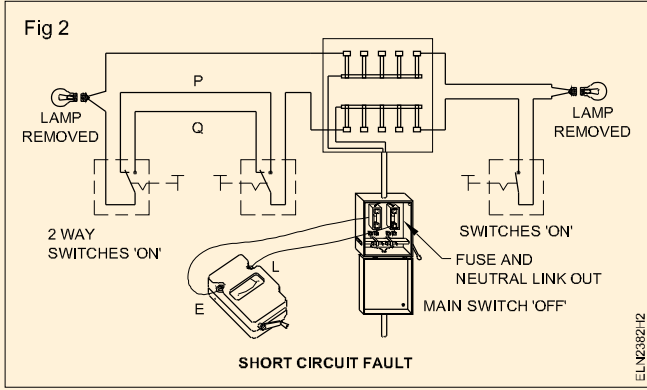 Fig 2
P
Q
LAMP
REMOVED
LAMP
REMOVED
2 WAY
SWITCHES 'ON'
SWITCHES 'ON'
L
E
FUSE AND
NEUTRAL LINK OUT
MAIN SWITCH 'OFF'
SHORT CIRCUIT FAULT
ELN2382H2